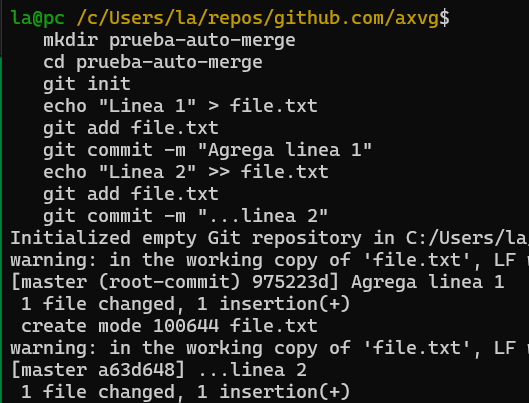 la@pc /c/Users/la/repos/github.com/axvg$
mkdir prueba-auto-merge
cd prueba-auto-merge
git init
echo "Linea 1" > file.txt
git add file.txt
git commit -m "Agrega linea 1"
echo "Linea 2" >> file.txt
git add file.txt
git commit -m "...linea 2"
Initialized empty Git repository in C:/Users/la/
warning: in the working copy of 'file.txt', LF w
[master (root-commit) 975223d] Agrega linea 1
1 file changed, 1 insertion(+)
create mode 100644 file.txt
warning: in the working copy of 'file.txt', LF w
[master a63d648] ...linea 2
1 file changed, 1 insertion(+)